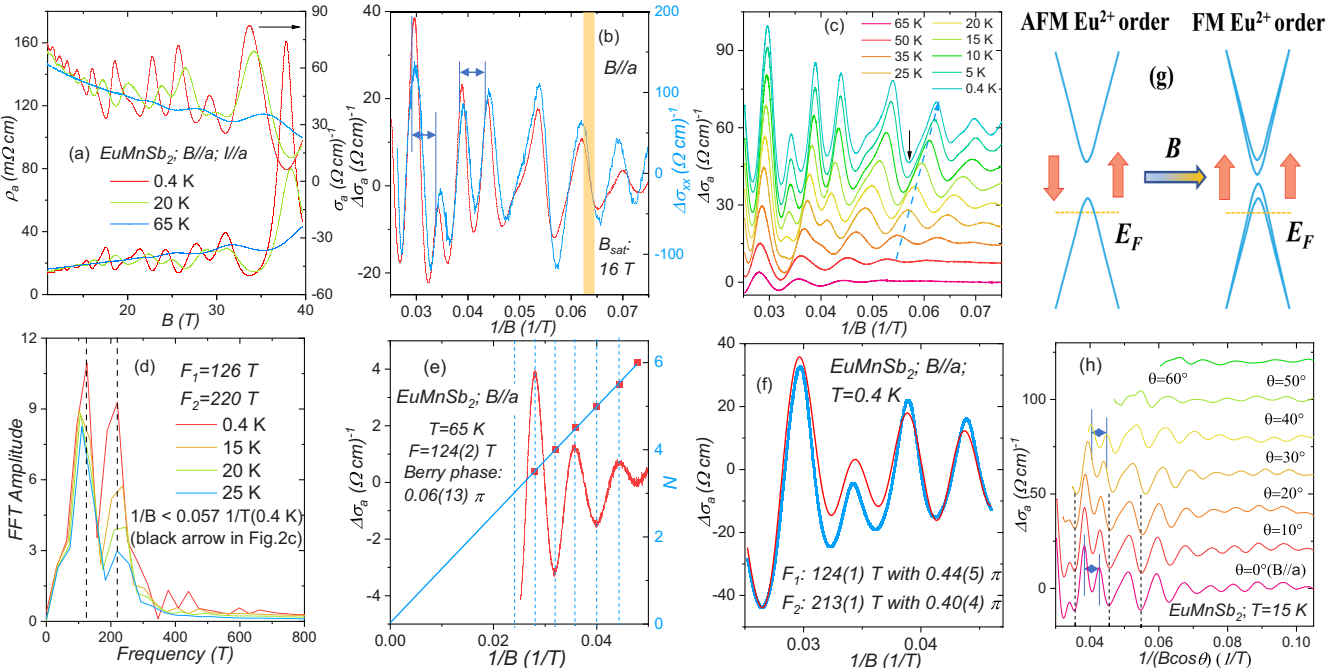 (a)
EuMnSb2; B//a; I//a
0.4 K
20 K
65 K
ρa (mΩ cm)
160
120
80
40
0
20
30
40
B (T)
90
60
30
0
-30
-60
σa (Ω cm)-1
(b)
B//a
Bsat:
16 T
Δσa (Ω cm)-1
40
20
0
-20
0.03
0.04
0.05
0.06
0.07
1/B (1/T)
200
100
0
-100
Δσxx (Ω cm)-1
(c)
65 K
50 K
35 K
25 K
20 K
15 K
10 K
5 K
0.4 K
Δσa (Ω cm)-1
90
60
30
0
0.03
0.04
0.05
0.06
0.07
1/B (1/T)
AFM Eu2+ order
FM Eu2+ order
(g)
B
EF
EF
(d)
F1=126 T
F2=220 T
0.4 K
15 K
20 K
25 K
1/B < 0.057 1/T(0.4 K)
(black arrow in Fig.2c)
FFT Amplitude
12
9
6
3
0
0
200
400
600
800
Frequency (T)
(e)
EuMnSb2; B//a
T=65 K
F=124(2) T
Berry phase:
0.06(13) π
Δσa (Ω cm)-1
4
2
0
-2
-4
0.00
0.02
0.04
1/B (1/T)
6
5
4
3
2
1
0
N
(f)
EuMnSb2; B//a;
T=0.4 K
F1: 124(1) T with 0.44(5) π
F2: 213(1) T with 0.40(4) π
Δσa (Ω cm)-1
40
20
0
-20
-40
0.03
0.04
1/B (1/T)
(h)
θ=60°
θ=50°
θ=40°
θ=30°
θ=20°
θ=10°
θ=0°(B//a)
EuMnSb2; T=15 K
Δσa (Ω cm)-1
100
50
0
0.04
0.06
0.08
0.10
1/(Bcosθ) (1/T)